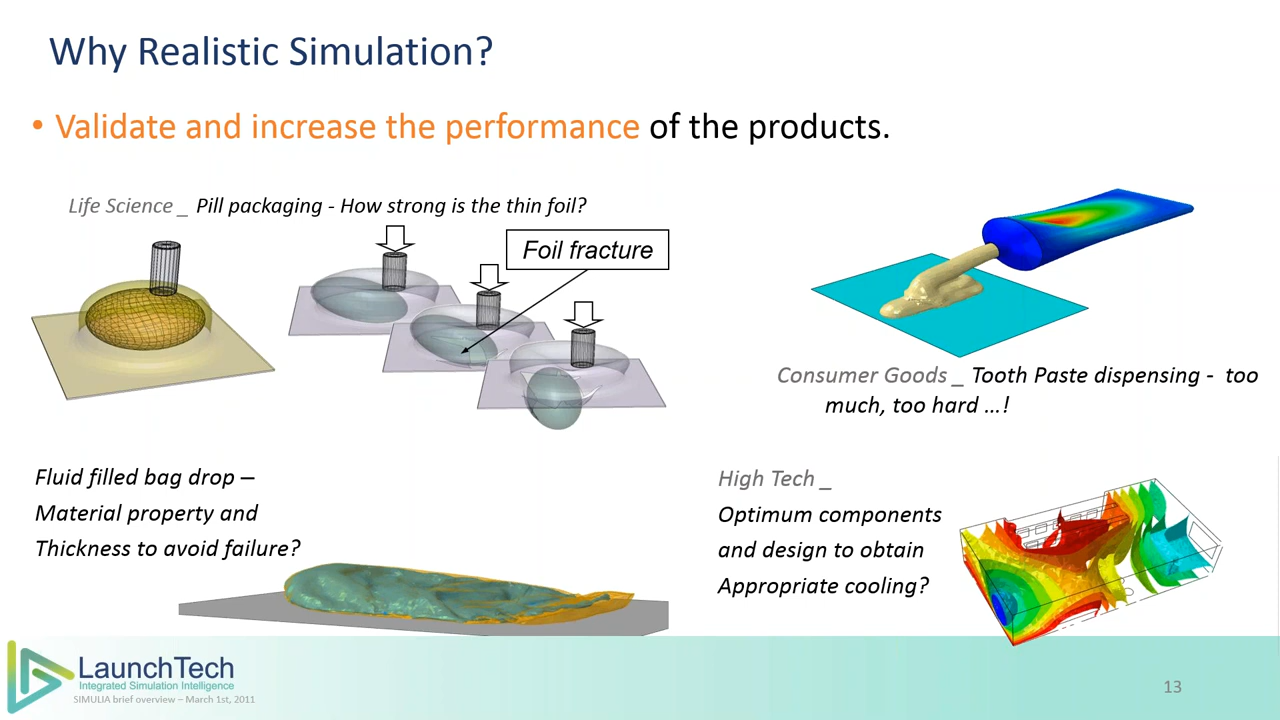 Why Realistic Simulation?
• Validate and increase the performance of the products.
Life Science _ Pill packaging - How strong is the thin foil?
Foil fracture
Consumer Goods _ Tooth Paste dispensing - too
much, too hard ...!
Fluid filled bag drop –
Material property and
Thickness to avoid failure?
High Tech _
Optimum components
and design to obtain
Appropriate cooling?
LaunchTech
Integrated Simulation Intelligence
SIMULIA brief overview – March 1st, 2011
13